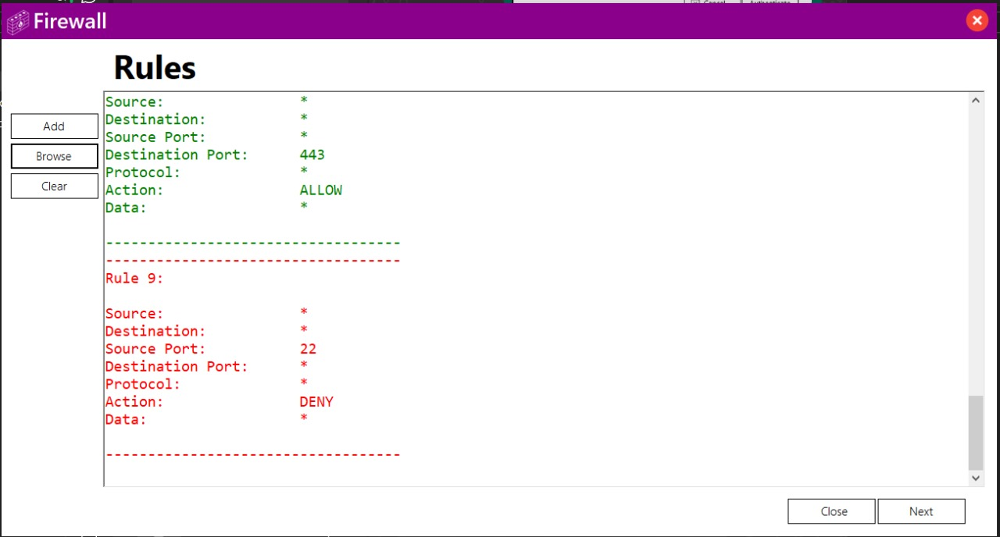 Firewall
Rules
Add
Browse
Clear
Source: *
Destination: *
Source Port: *
Destination Port: 443
Protocol: *
Action: ALLOW
Data: *
-----------------------------------
-----------------------------------
Rule 9:
Source: *
Destination: *
Source Port: 22
Destination Port: *
Protocol: *
Action: DENY
Data: *
-----------------------------------
Close
Next